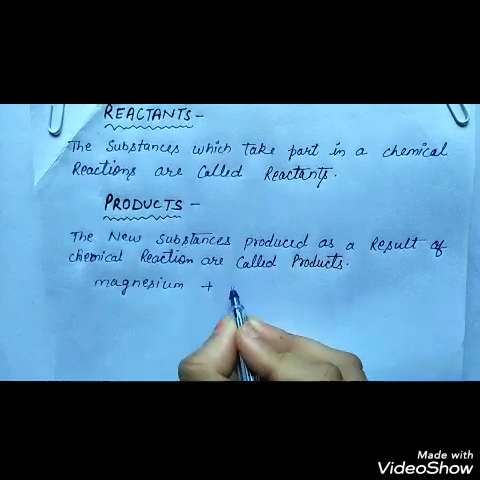 REACTANTS -
The Substances which take part in a chemical
Reactions are Called Reactants.
PRODUCTS -
The New Substances produced as a Result of
chemical Reaction are Called Products.
magnesium +
Made with
VideoShow